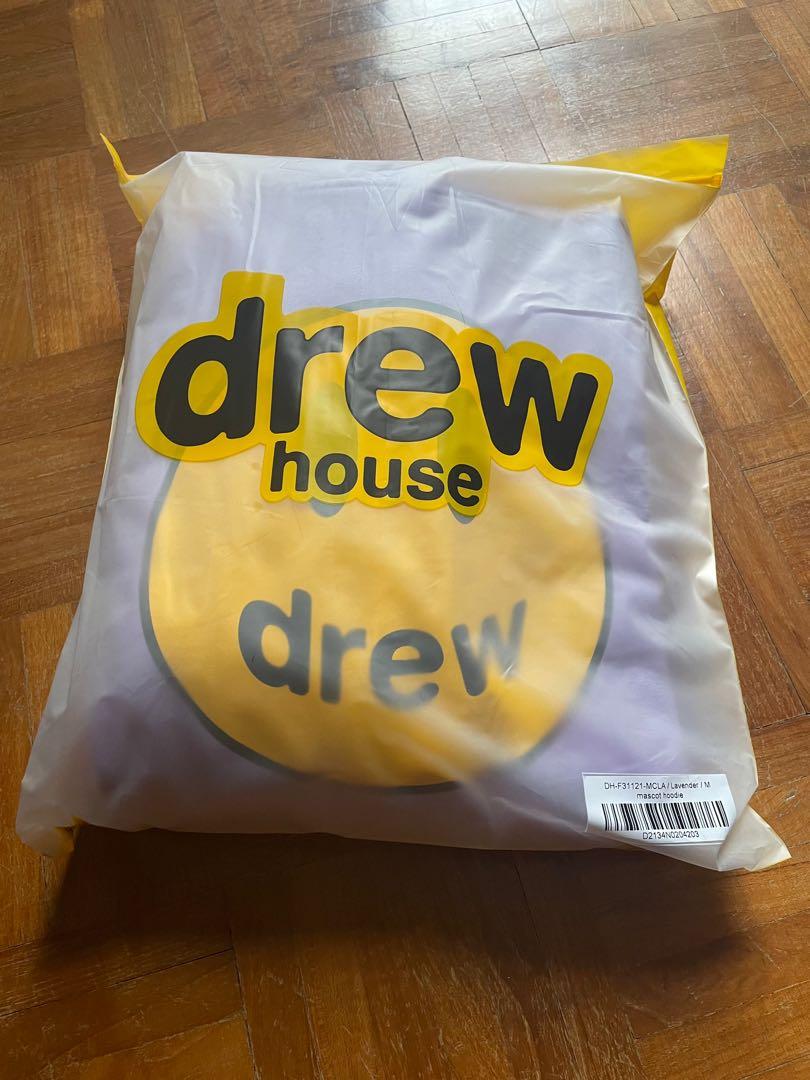 drew
house
drew
DH-F31121-MCLA / Lavender / M
mascot hoodie
D2134N0204203